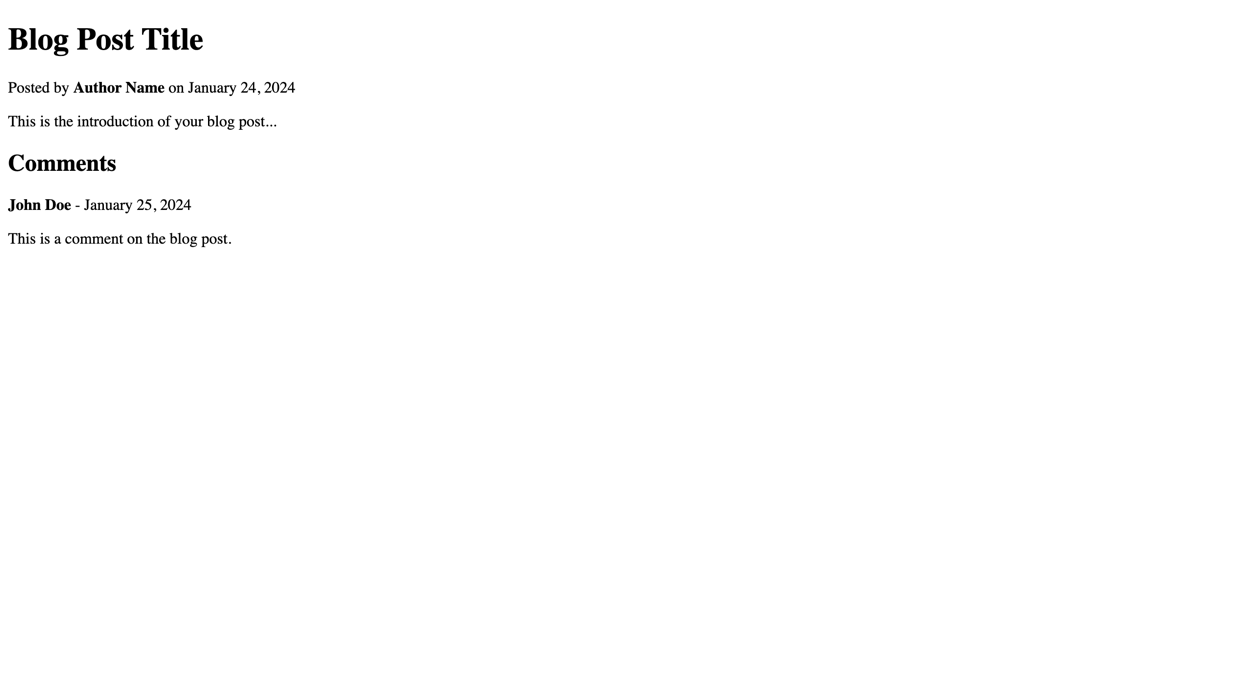 Blog Post Title
Posted by Author Name on January 24, 2024
This is the introduction of your blog post...
Comments
John Doe - January 25, 2024
This is a comment on the blog post.